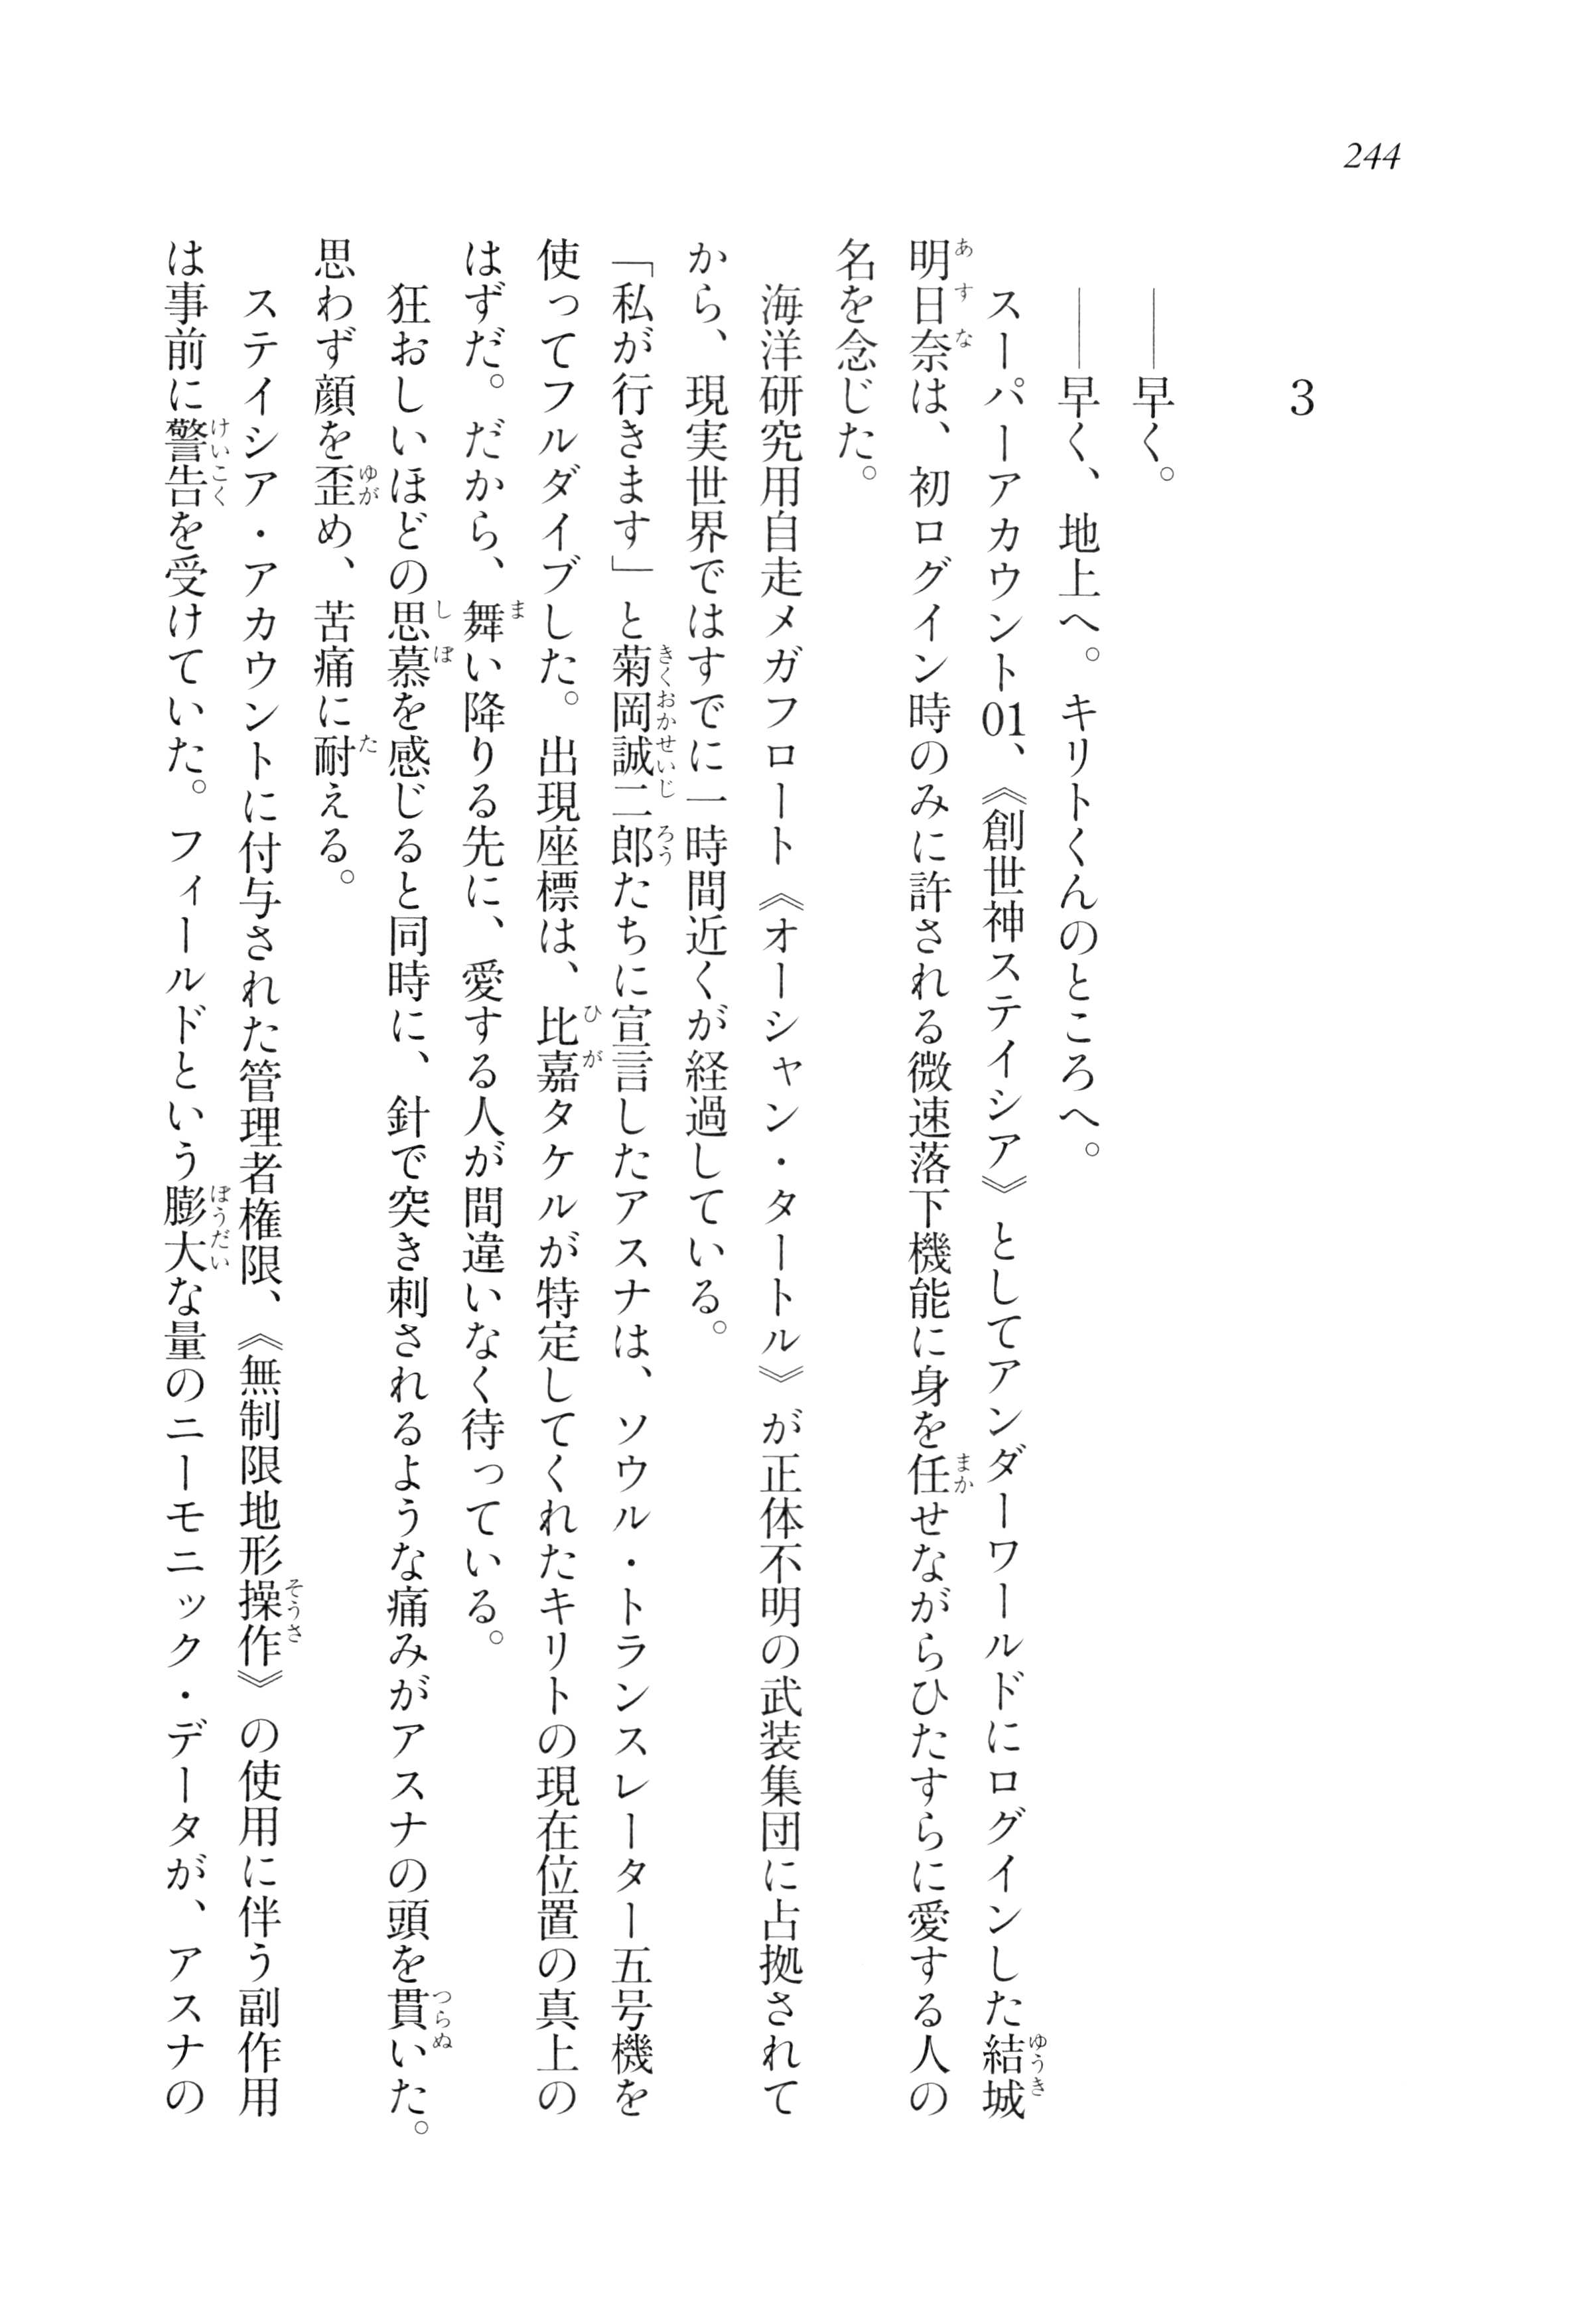 244
3
――早く。
――早く、地上へ。キリトくんのところへ。
スーパーアカウント01、《創世神ステイシア》としてアンダーワールドにログインした結城
明日奈は、初ログイン時のみに許される微速落下機能に身を任せながらひたすらに愛する人の
名を念じた。
海洋研究用自走メガフロート《オーシャン・タートル》が正体不明の武装集団に占拠されて
から、現実世界ではすでに一時間近くが経過している。
「私が行きます」と菊岡誠二郎たちに宣言したアスナは、ソウル・トランスレーター五号機を
使ってフルダイブした。出現座標は、比嘉タケルが特定してくれたキリトの現在位置の真上の
はずだ。だから、舞い降りる先に、愛する人が間違いなく待っている。
狂おしいほどの思慕を感じると同時に、針で突き刺されるような痛みがアスナの頭を貫いた。
思わず顔を歪め、苦痛に耐える。
ステイシア・アカウントに付与された管理者権限、《無制限地形操作》の使用に伴う副作用
は事前に警告を受けていた。フィールドという膨大な量のニーモニック・データが、アスナの